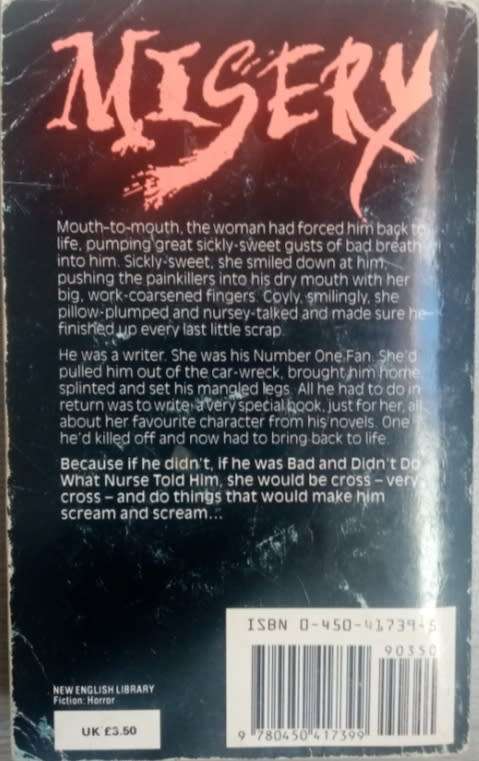 MISERY
Mouth-to-mouth, the woman had forced him back to
life, pumping great sickly-sweet gusts of bad breath
into him. Sickly-sweet, she smiled down at him,
pushing the painkillers into his dry mouth with her
big, work-coarsened fingers. Coyly, smilingly, she
pillow-plumped and nursey-talked and made sure he
finished up every last little scrap.
He was a writer. She was his Number One Fan. She'd
pulled him out of the car-wreck, brought him home,
splinted and set his mangled legs. All he had to do in
return was to write a very special book, just for her, all
about her favourite character from his novels. One
he'd killed off and now had to bring back to life.
Because if he didn't, if he was Bad and Didn't Do
What Nurse Told Him, she would be cross – very
cross – and do things that would make him
scream and scream...
ISBN 0-450-41739-5
90350
NEW ENGLISH LIBRARY
Fiction: Horror
UK £3.50
9 780450 417399